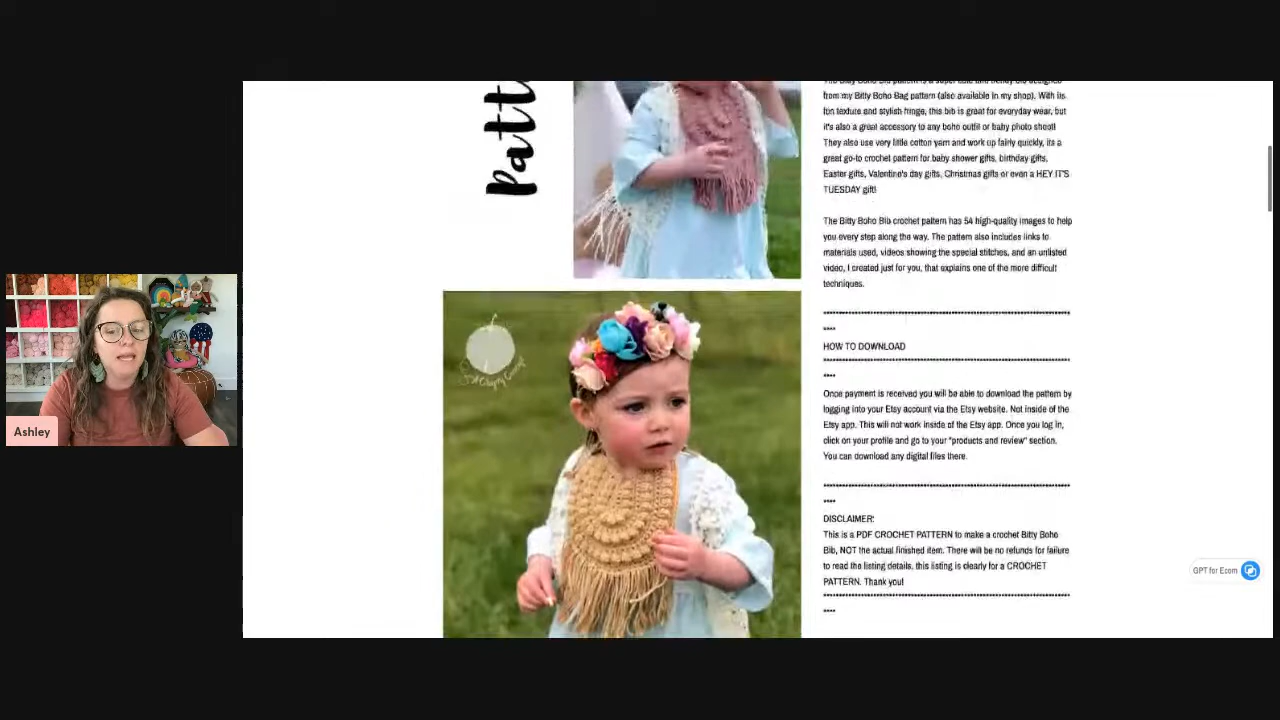 Patt
The Bitty Boho Bib pattern is a super cute and trendy bib designed
from my Bitty Boho Bag pattern (also available in my shop). With its
fun texture and stylish fringe, this bib is great for everyday wear, but
it's also a great accessory to any boho outfit or baby photo shoot!
They also use very little cotton yarn and work up fairly quickly, its a
great go-to crochet pattern for baby shower gifts, birthday gifts,
Easter gifts, Valentine's day gifts, Christmas gifts or even a HEY IT'S
TUESDAY gift!
The Bitty Boho Bib crochet pattern has 54 high-quality images to help
you every step along the way. The pattern also includes links to
materials used, videos showing the special stitches, and an unlisted
video, I created just for you, that explains one of the more difficult
techniques.
HOW TO DOWNLOAD
Once payment is received you will be able to download the pattern by
logging into your Etsy account via the Etsy website. Not inside of the
Etsy app. This will not work inside of the Etsy app. Once you log in,
click on your profile and go to your "products and review" section.
You can download any digital files there.
DISCLAIMER:
This is a PDF CROCHET PATTERN to make a crochet Bitty Boho
Bib, NOT the actual finished item. There will be no refunds for failure
to read the listing details, this listing is clearly for a CROCHET
PATTERN. Thank you!
GPT for Ecom
Ashley